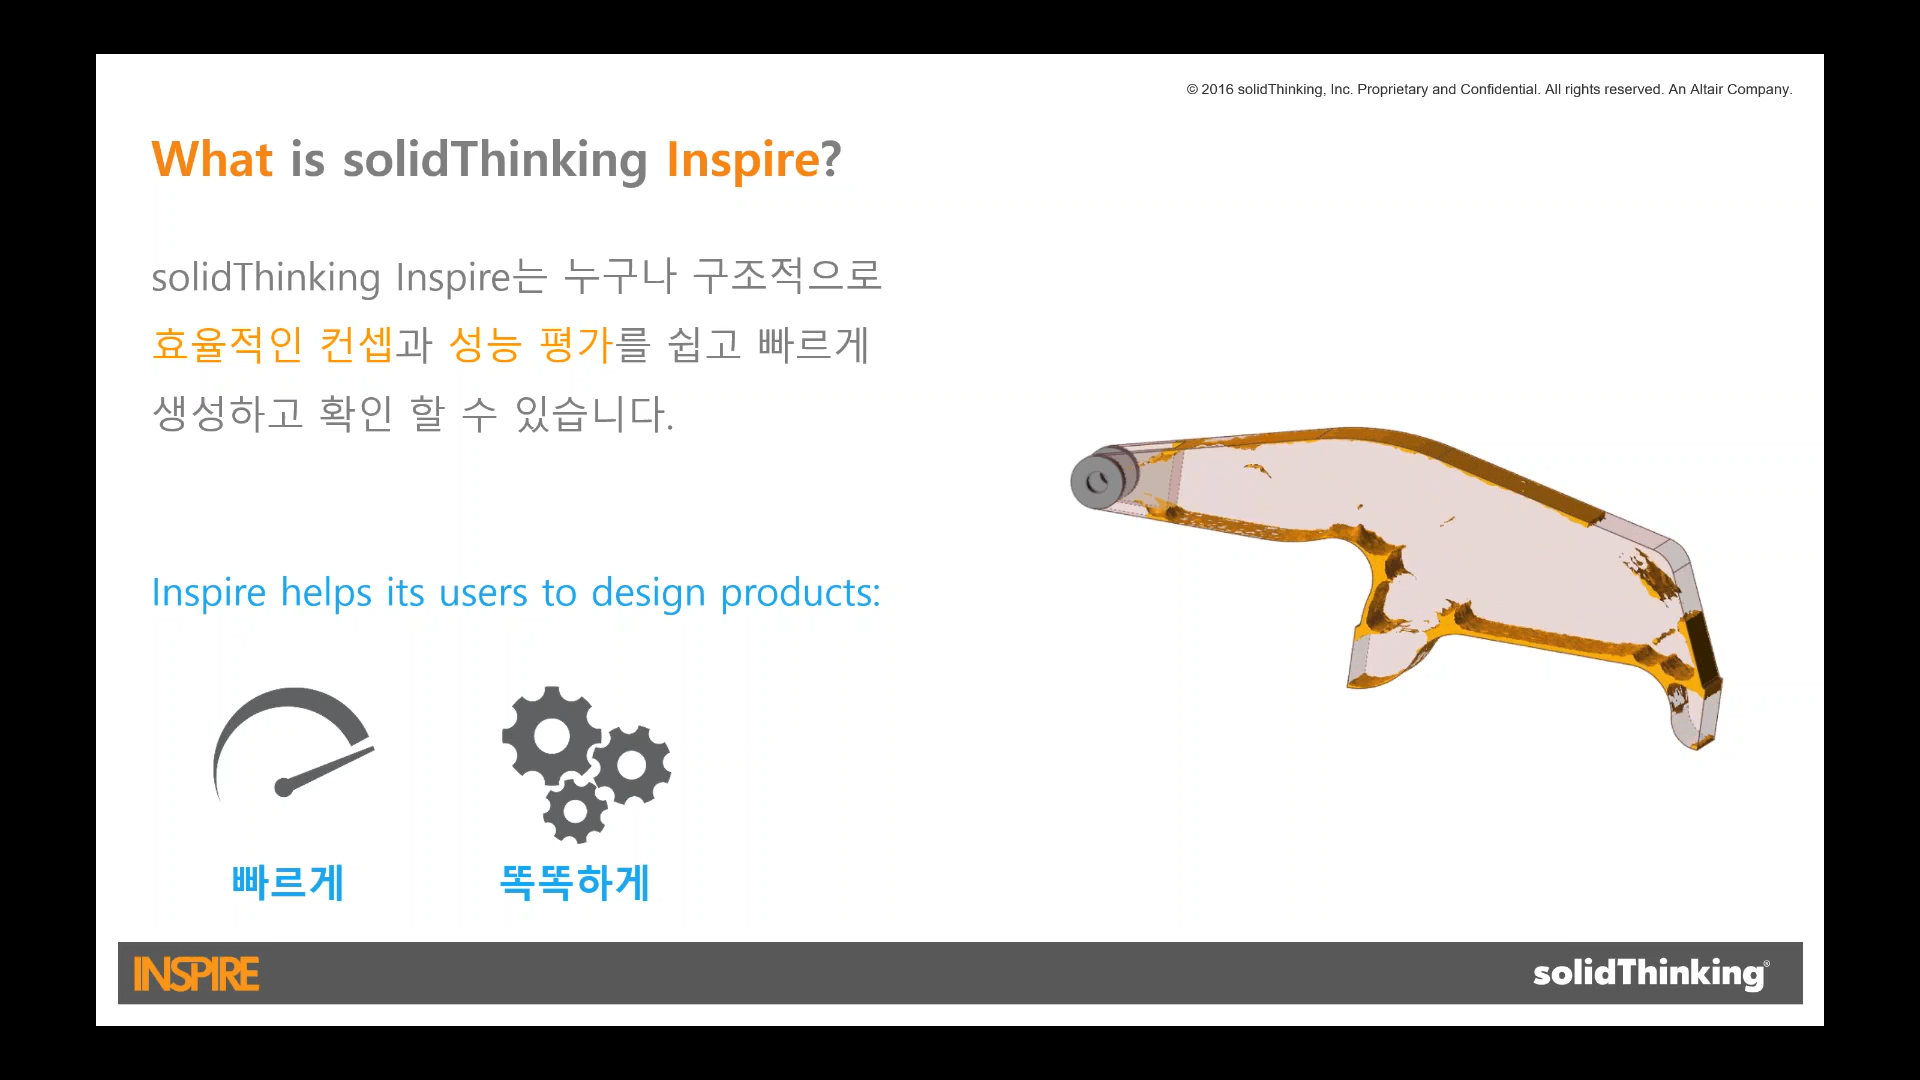 © 2016 solidThinking, Inc. Proprietary and Confidential. All rights reserved. An Altair Company.
What is solidThinking Inspire?
solidThinking Inspire는 누구나 구조적으로
효율적인 컨셉과 성능 평가를 쉽고 빠르게
생성하고 확인 할 수 있습니다.
Inspire helps its users to design products:
빠르게 똑똑하게
INSPIRE
solidThinking®